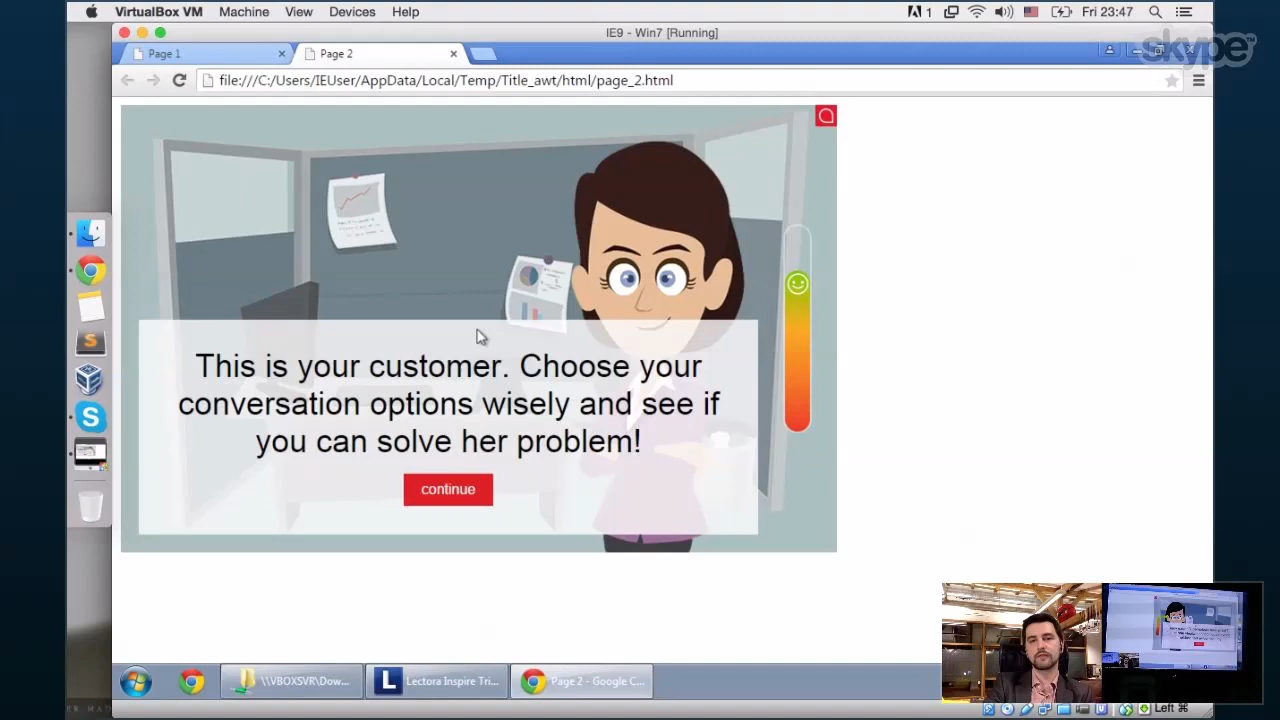 VirtualBox VM Machine View Devices Help
1
Fri 23:47
IE9 - Win7 [Running]
skype™
Page 1
Page 2
file:///C:/Users/IEUser/AppData/Local/Temp/Title_awt/html/page_2.html
This is your customer. Choose your
conversation options wisely and see if
you can solve her problem!
continue
\\VBOXSVR\Dow...
Lectora Inspire Tri...
Page 2 - Google C...
Left ⌘